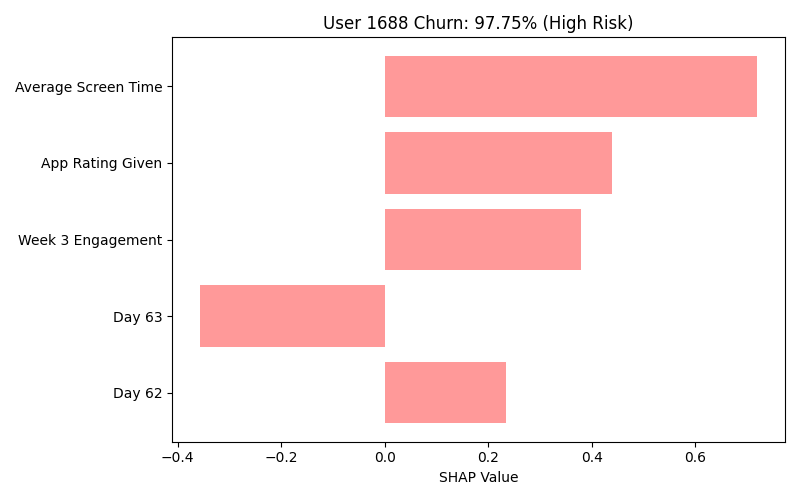 User 1688 Churn: 97.75% (High Risk)
Average Screen Time
App Rating Given
Week 3 Engagement
Day 63
Day 62
−0.4 −0.2 0.0 0.2 0.4 0.6
SHAP Value